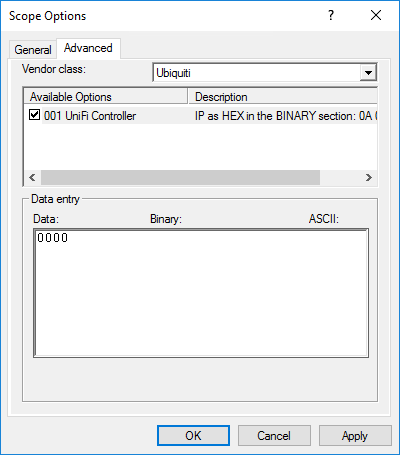 Scope Options
?
General
Advanced
Vendor class:
Ubiquiti
Available Options
Description
001 UniFi Controller
IP as HEX in the BINARY section: 0A
Data entry
Data:
Binary:
ASCII:
0000
OK
Cancel
Apply